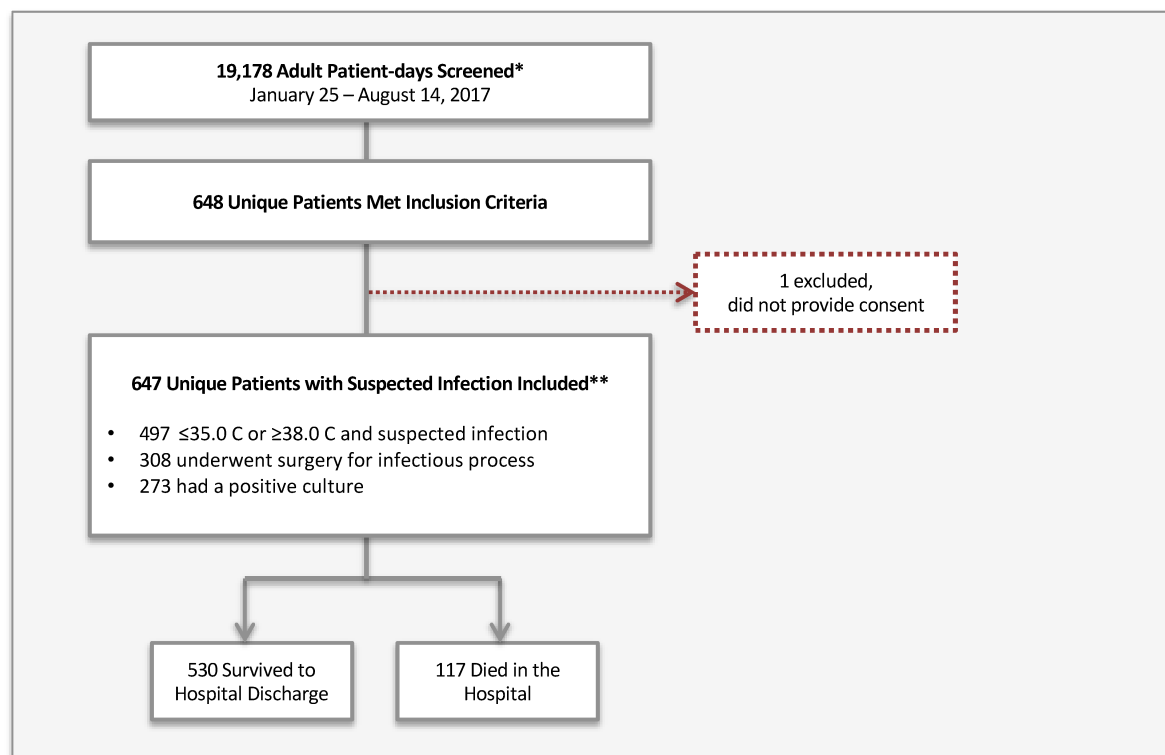 19,178 Adult Patient-days Screened*
January 25 – August 14, 2017
648 Unique Patients Met Inclusion Criteria
1 excluded,
did not provide consent
647 Unique Patients with Suspected Infection Included**
• 497 ≤35.0 C or ≥38.0 C and suspected infection
• 308 underwent surgery for infectious process
• 273 had a positive culture
530 Survived to
Hospital Discharge
117 Died in the
Hospital